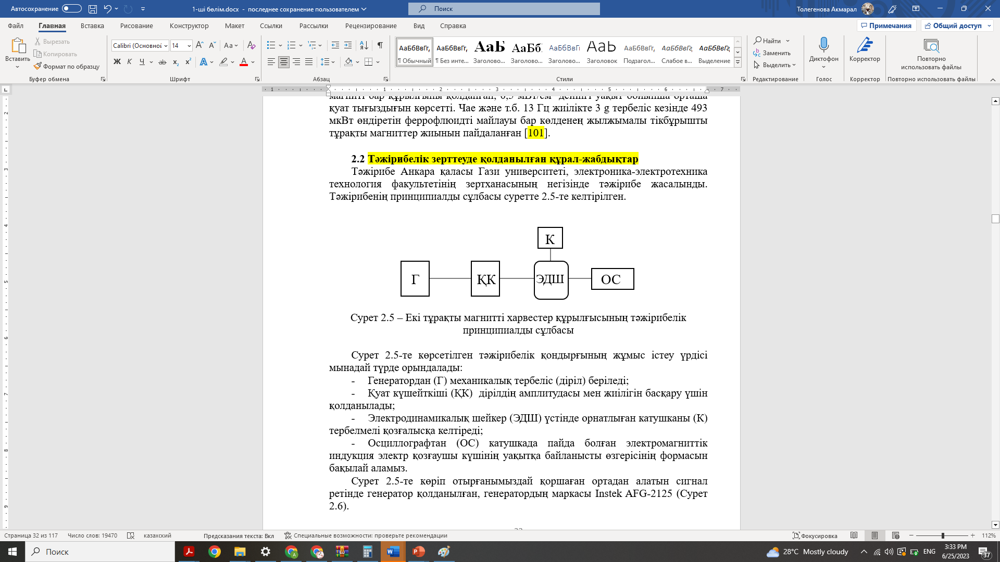 Автосохранение
1-ші бөлім.docx - последнее сохранение пользователем
Поиск
Толегенова Акмарал
Файл Главная Вставка Рисование Конструктор Макет Ссылки Рассылки Рецензирование Вид Справка
Примечания Общий доступ
Вставить
Вырезать
Копировать
Формат по образцу
Буфер обмена
Calibri (Основной 14
Шрифт
Абзац
АаБбВвГг, АаБбВвГг, АаБ АаБб АаБбВвГг АаЬ АаБбВвГг АаБбВвГг АаБбВвГг,
¶ Обычный ¶ Без инте... Заголово... Заголово... Заголово... Заголовок Подзагол... Слабое в... Выделение
Стили
Найти
Заменить
Выделить
Редактирование
Диктофон
Голос
Корректор
Корректор
Повторно
использовать файлы
Повторно использовать файлы
қуат тығыздығын көрсетті. Чае және т.б. 13 Гц жиілікте 3 g тербеліс кезінде 493
мкВт өндіретін феррофлюидті майлауы бар көлденең жылжымалы тікбұрышты
тұрақты магниттер жиынын пайдаланған [101].
2.2 Тәжірибелік зерттеуде қолданылған құрал-жабдықтар
Тәжірибе Анкара қаласы Гази университеті, электроника-электротехника
технология факультетінің зертханасының негізінде тәжірибе жасалынды.
Тәжірибенің принципиалды сұлбасы суретте 2.5-те келтірілген.
К
Г ҚК ЭДШ ОС
Сурет 2.5 – Екі тұрақты магнитті харвестер құрылғысының тәжірибелік
принципиалды сұлбасы
Сурет 2.5-те көрсетілген тәжірибелік қондырғының жұмыс істеу үрдісі
мынадай түрде орындалады:
- Генератордан (Г) механикалық тербеліс (діріл) беріледі;
- Қуат күшейткіші (ҚК) дірілдің амплитудасы мен жиілігін басқару үшін
қолданылады;
- Электродинамикалық шейкер (ЭДШ) үстінде орнатлыған катушканы (К)
тербелмелі қозғалысқа келтіреді;
- Осциллографтан (ОС) катушкада пайда болған электромагниттік
индукция электр қозғаушы күшінің уақытқа байланысты өзгерісінің формасын
бақылай аламыз.
Сурет 2.5-те көріп отырғанымыздай қоршаған ортадан алатын сигнал
ретінде генератор қолданылған, генератордың маркасы Instek AFG-2125 (Сурет
2.6).
Страница 32 из 117 Число слов: 19470 казахский Предсказания текста: Вкл Специальные возможности: проверьте рекомендации Фокусировка 112%
Поиск
28°C Mostly cloudy ENG
3:33 PM
6/25/2023
37